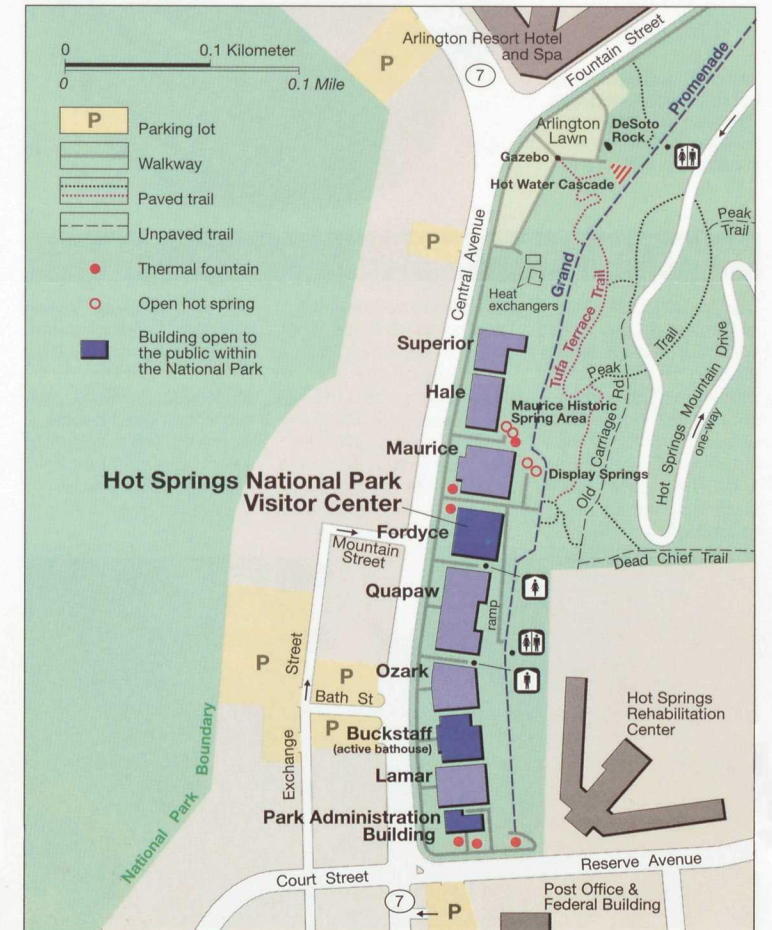 0
0.1 Kilometer
0
0.1 Mile
P
Parking lot
Walkway
Paved trail
Unpaved trail
Thermal fountain
Open hot spring
Building open to
the public within
the National Park
Arlington Resort Hotel
and Spa
P
7
Fountain Street
Promenade
Arlington
Lawn
DeSoto
Rock
Gazebo
Hot Water Cascade
Peak
Trail
P
Central Avenue
Grand
Heat
exchangers
Tufa Terrace Trail
Superior
Peak
Trail
Hale
Maurice Historic
Spring Area
Old Carriage Rd
Hot Springs Mountain Drive
one-way
Maurice
Display Springs
Hot Springs National Park
Visitor Center
Fordyce
Mountain
Street
Dead Chief Trail
Quapaw
ramp
P
Exchange Street
P
Ozark
Bath St
P
Buckstaff
(active bathouse)
Hot Springs
Rehabilitation
Center
Lamar
National Park Boundary
Park Administration
Building
Court Street
Reserve Avenue
7
P
Post Office &
Federal Building